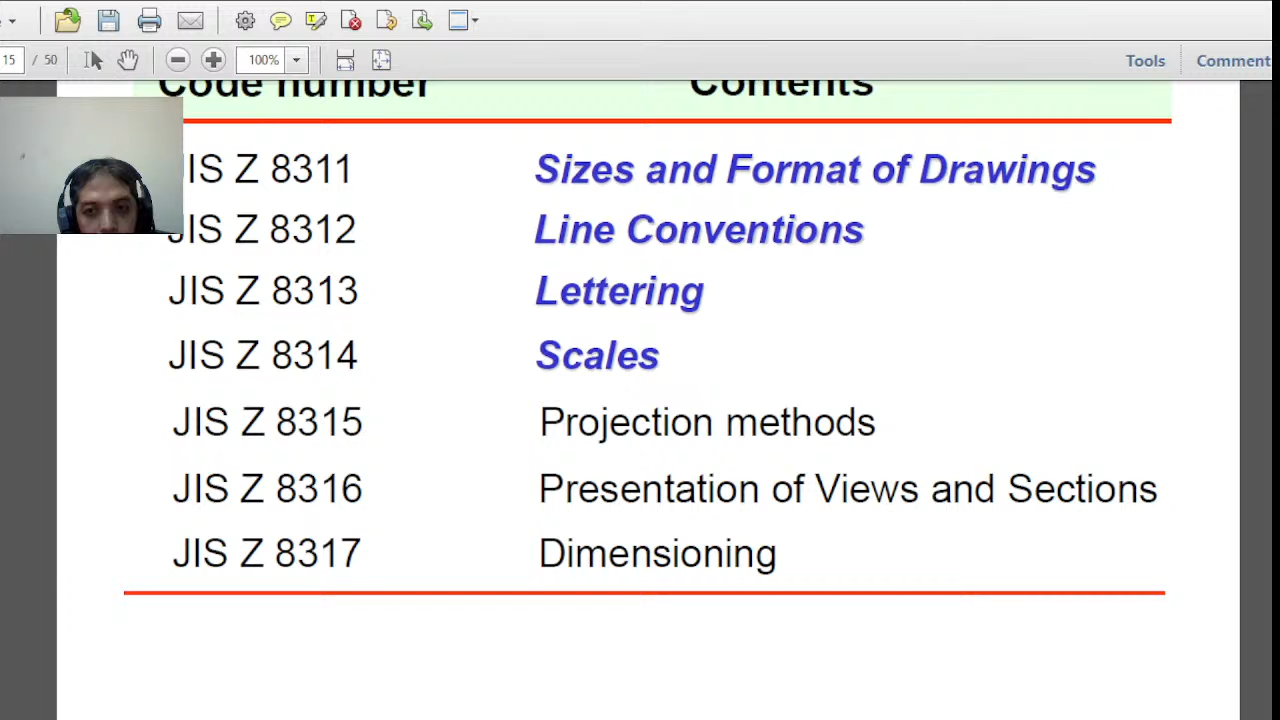 15 / 50 100% Tools Comment
Code number Contents
JIS Z 8311 Sizes and Format of Drawings
JIS Z 8312 Line Conventions
JIS Z 8313 Lettering
JIS Z 8314 Scales
JIS Z 8315 Projection methods
JIS Z 8316 Presentation of Views and Sections
JIS Z 8317 Dimensioning